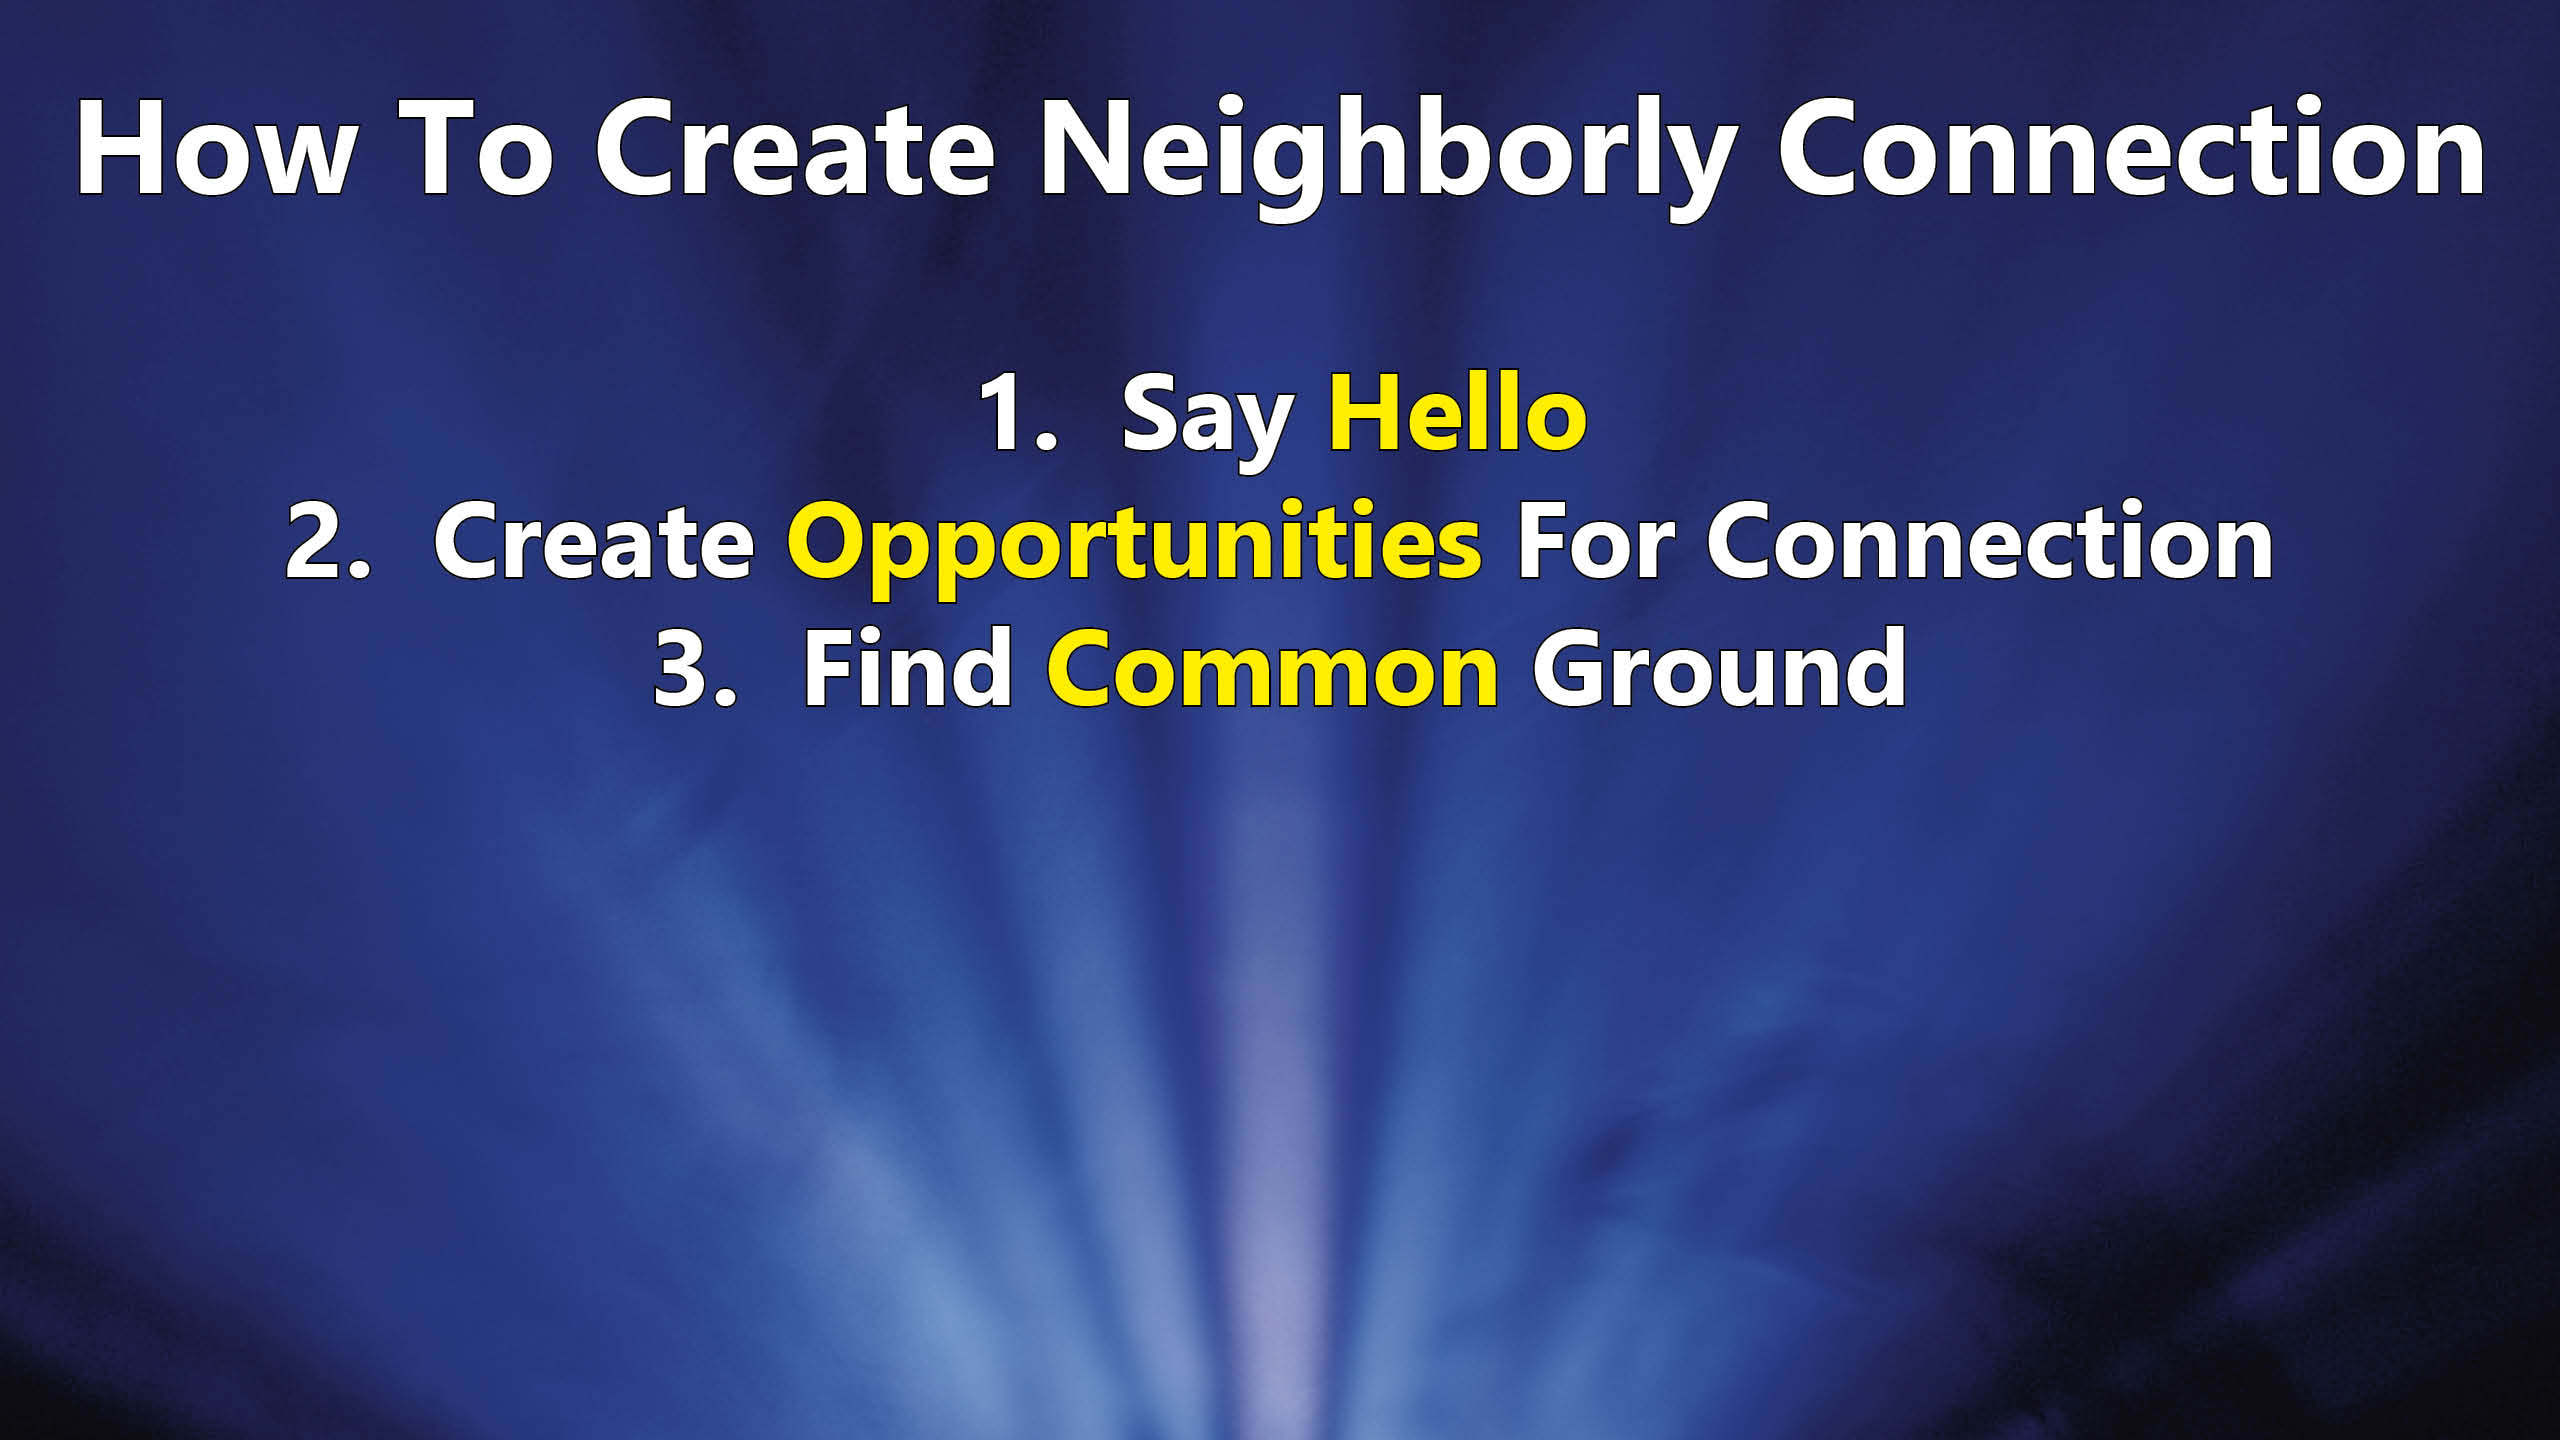 How To Create Neighborly Connection
1. Say Hello
2. Create Opportunities For Connection
3. Find Common Ground